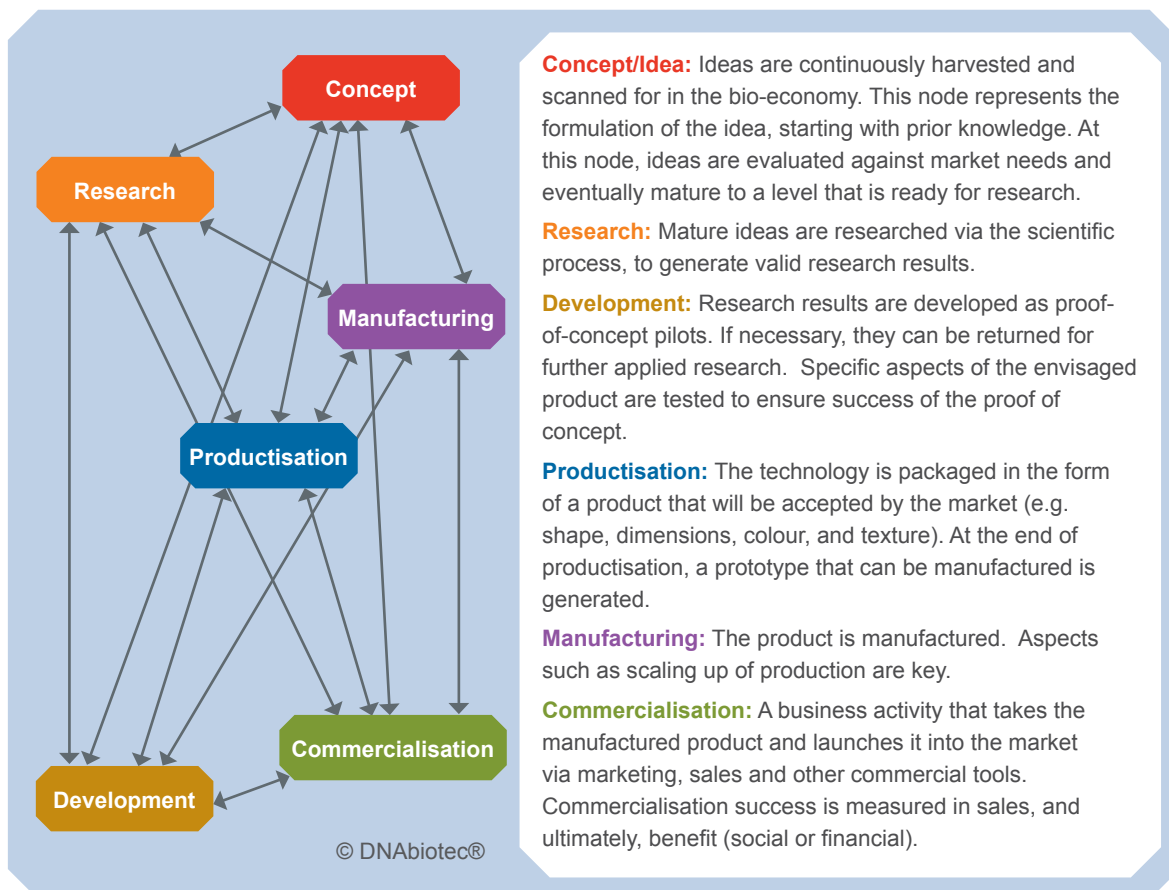 Concept
Research
Manufacturing
Productisation
Commercialisation
Development
© DNAbiotec®
Concept/Idea: Ideas are continuously harvested and
scanned for in the bio-economy. This node represents the
formulation of the idea, starting with prior knowledge. At
this node, ideas are evaluated against market needs and
eventually mature to a level that is ready for research.
Research: Mature ideas are researched via the scientific
process, to generate valid research results.
Development: Research results are developed as proof-
of-concept pilots. If necessary, they can be returned for
further applied research.  Specific aspects of the envisaged
product are tested to ensure success of the proof of
concept.
Productisation: The technology is packaged in the form
of a product that will be accepted by the market (e.g.
shape, dimensions, colour, and texture). At the end of
productisation, a prototype that can be manufactured is
generated.
Manufacturing: The product is manufactured.  Aspects
such as scaling up of production are key.
Commercialisation: A business activity that takes the
manufactured product and launches it into the market
via marketing, sales and other commercial tools.
Commercialisation success is measured in sales, and
ultimately, benefit (social or financial).